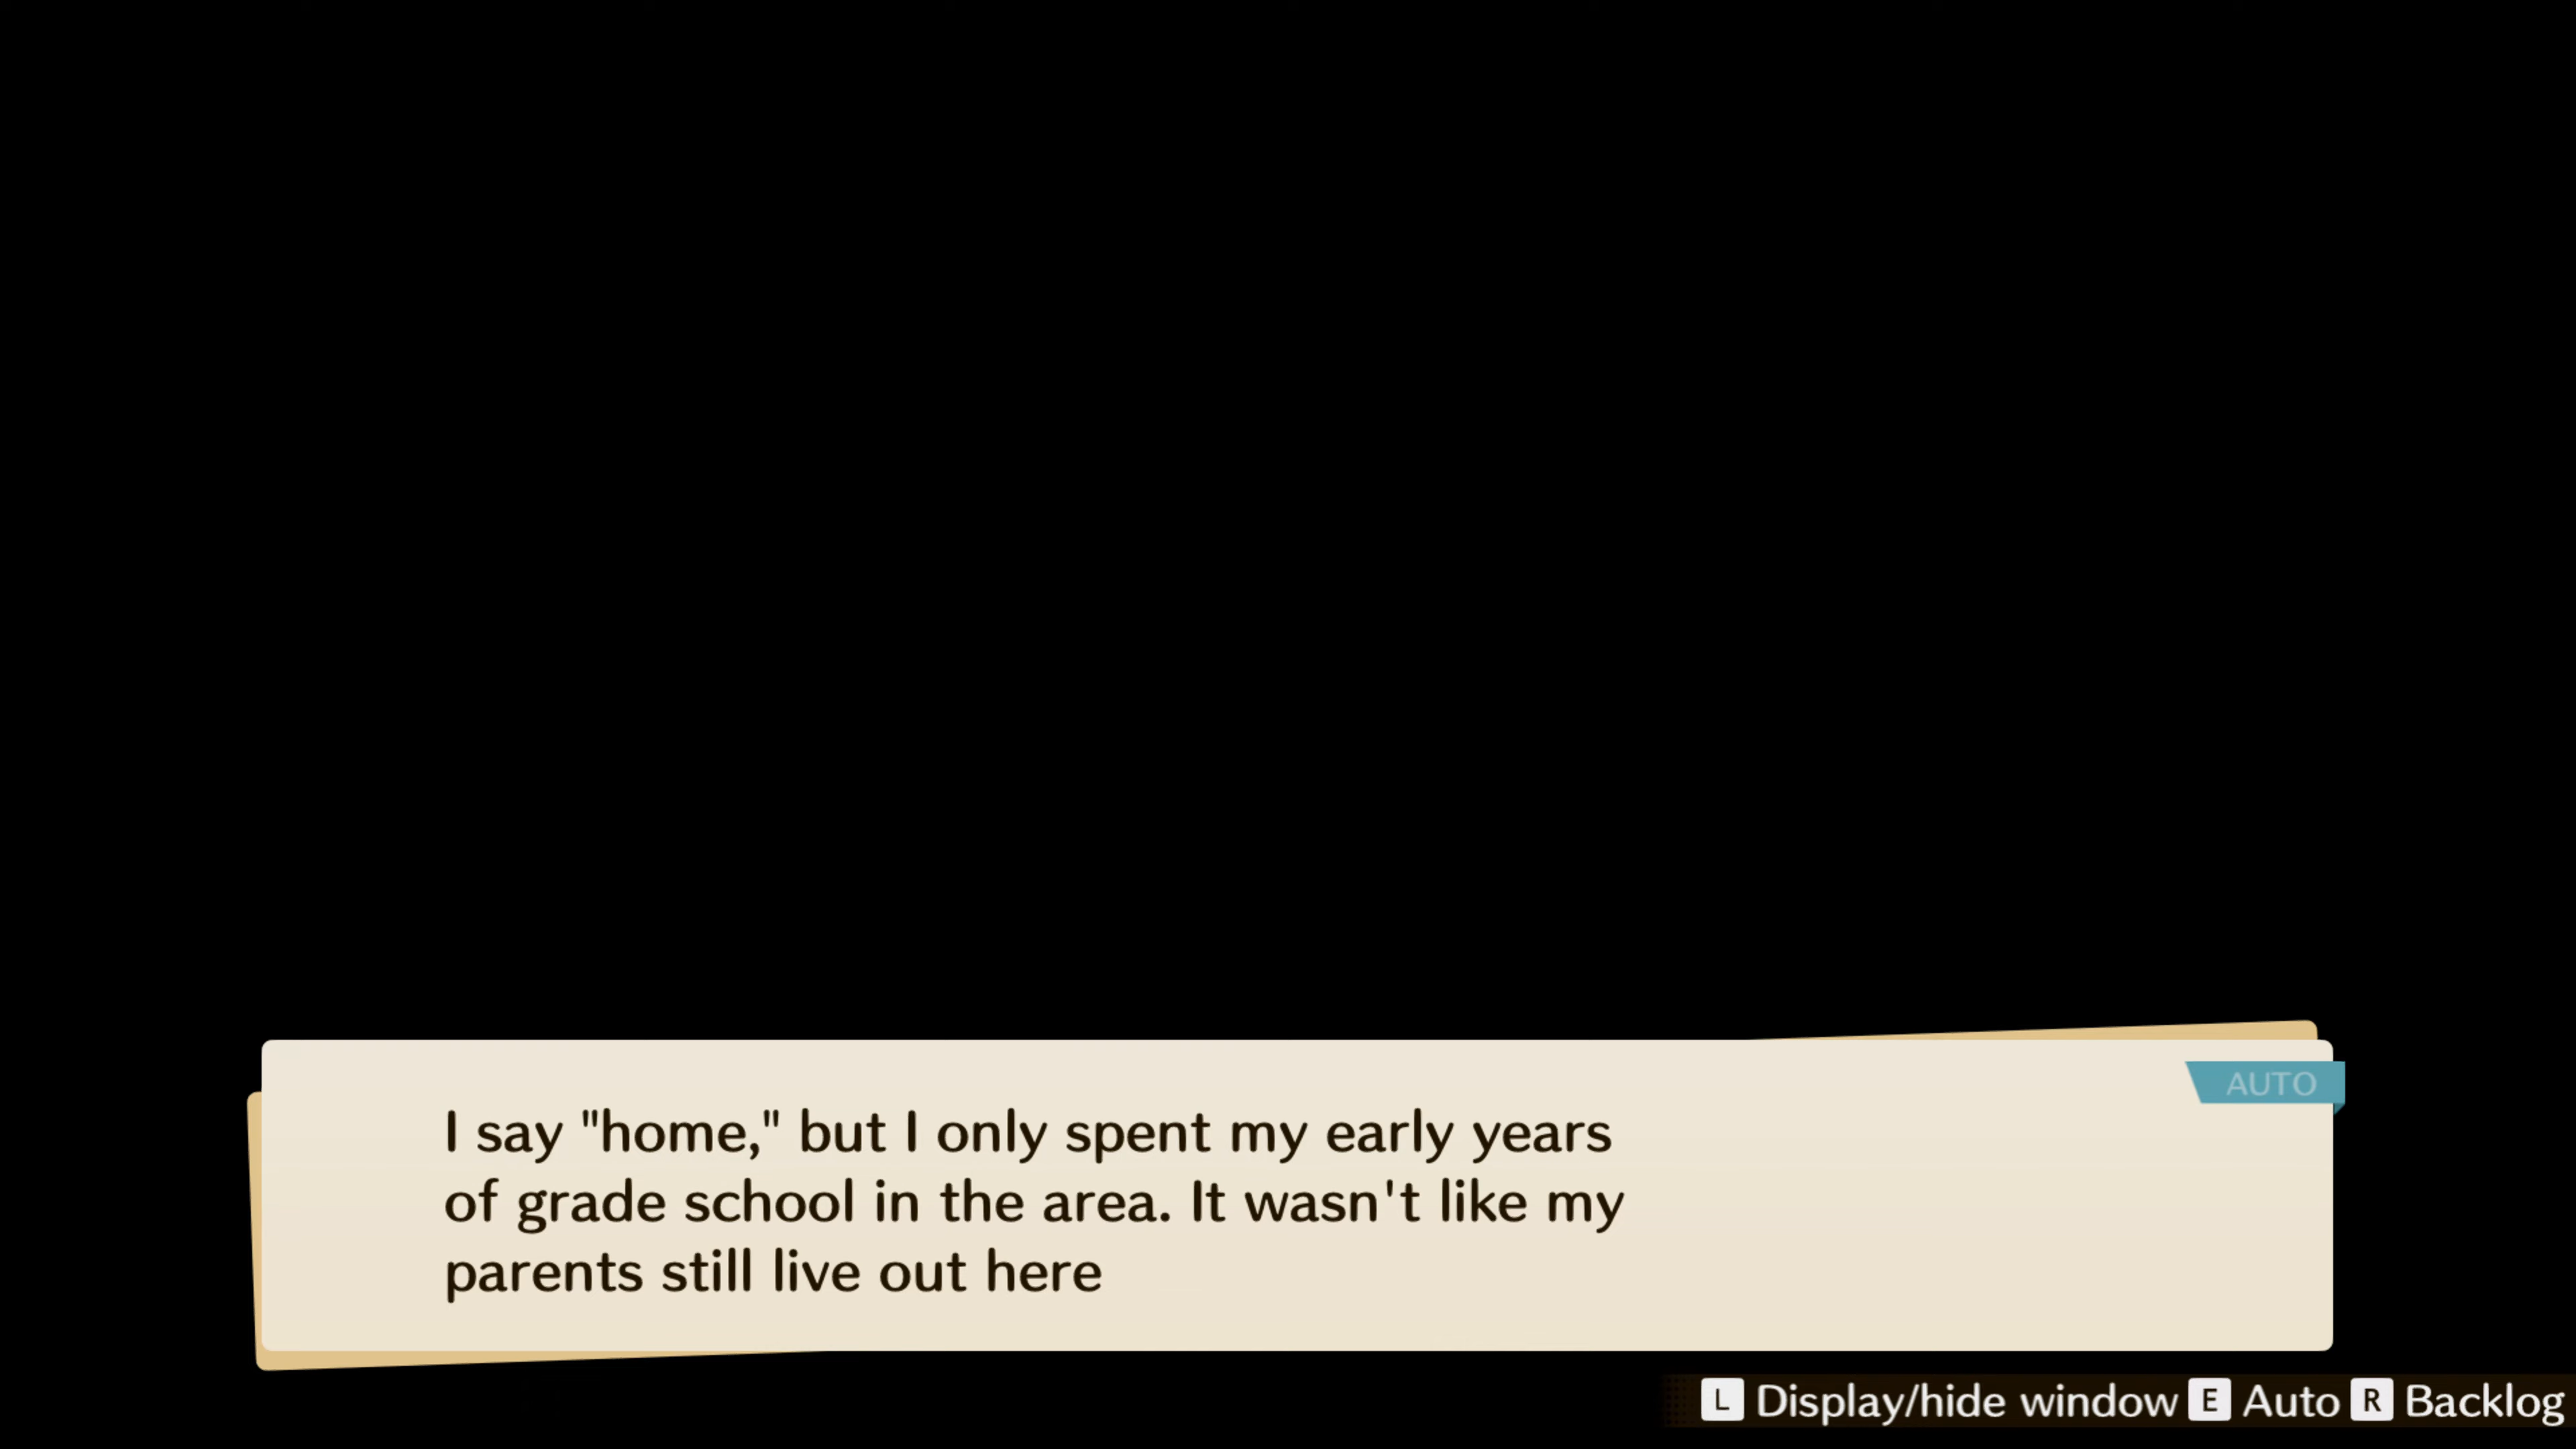 AUTO
I say "home," but I only spent my early years
of grade school in the area. It wasn't like my
parents still live out here
L Display/hide window E Auto R Backlog